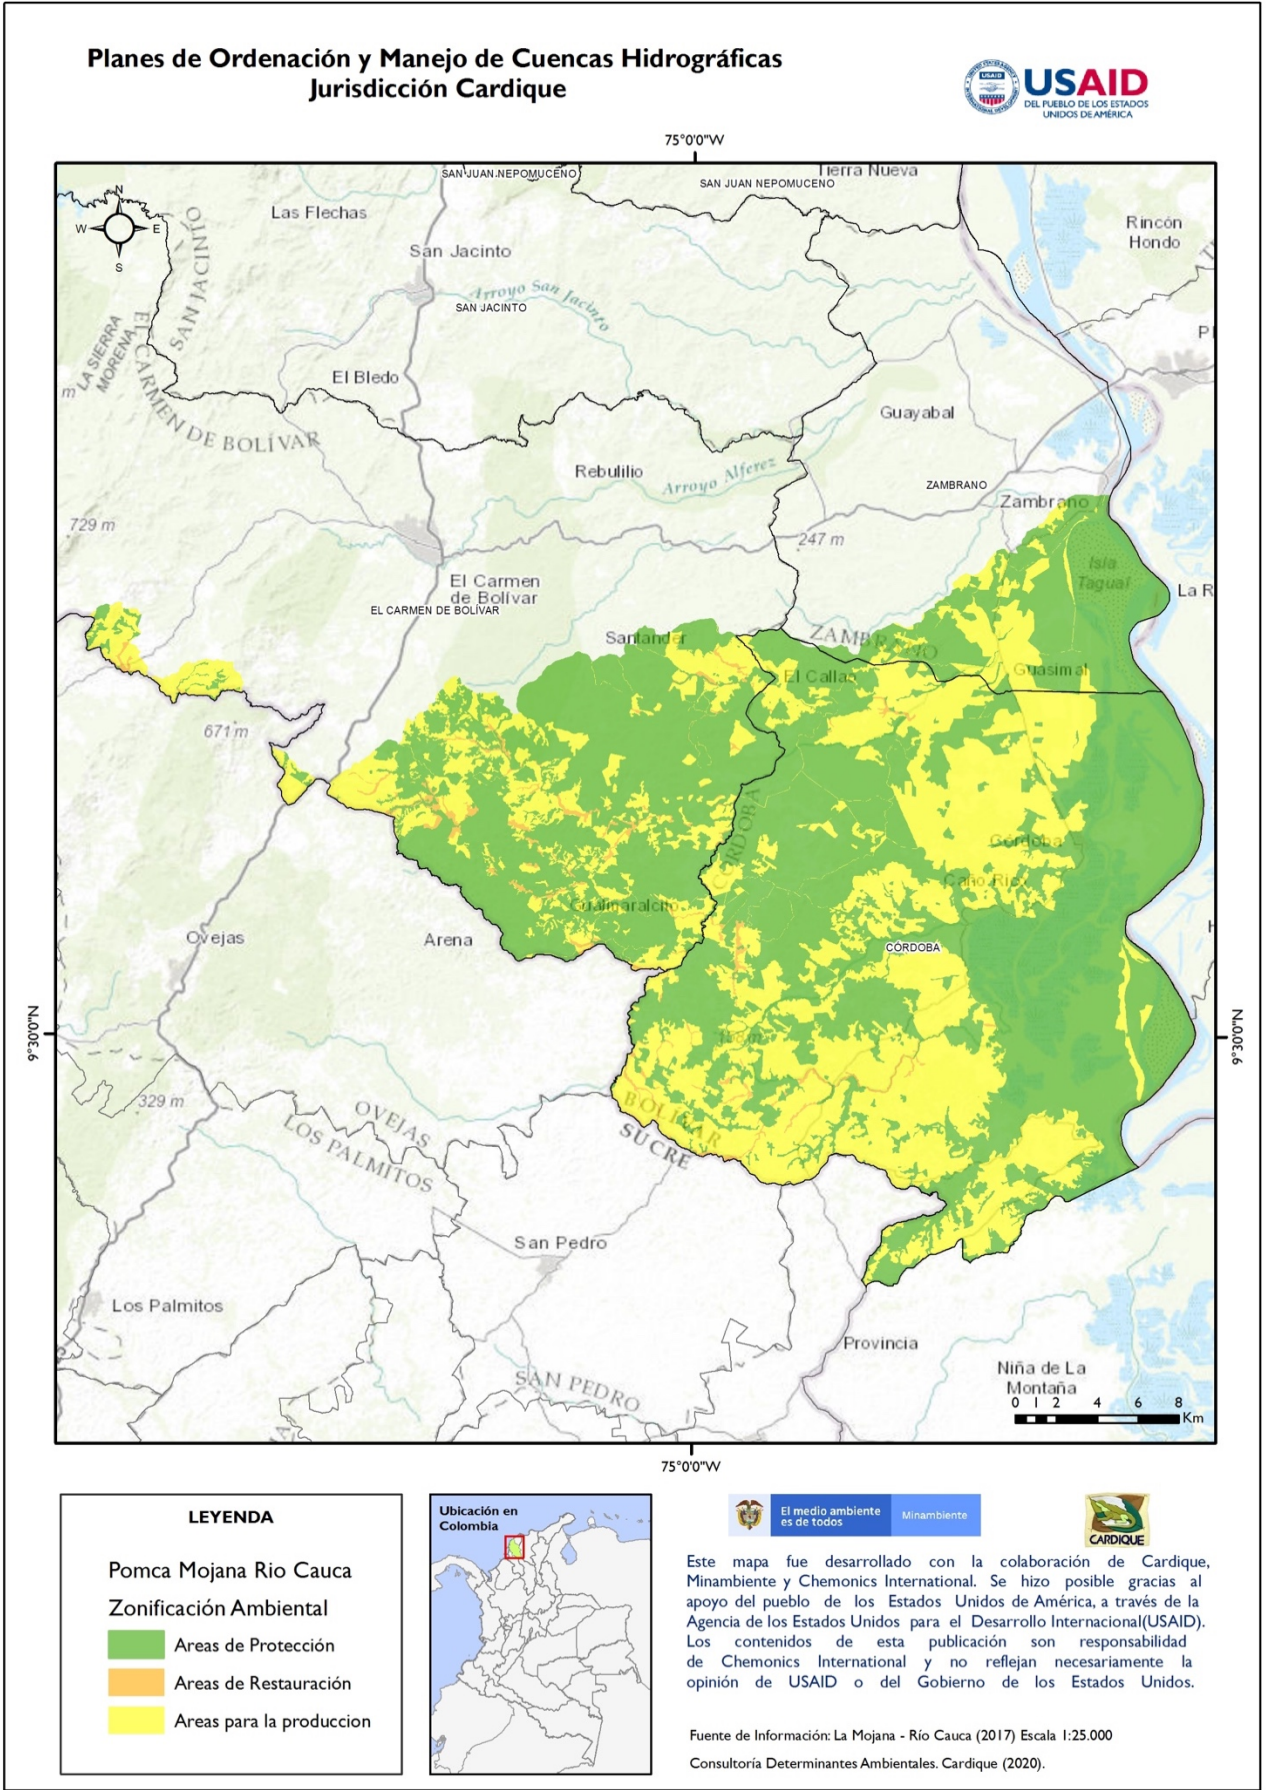 Planes de Ordenación y Manejo de Cuencas Hidrográficas
Jurisdicción Cardique
USAID
USAID
DEL PUEBLO DE LOS ESTADOS
UNIDOS DE AMÉRICA
75°0'0"W
N
W E
S
SAN JUAN NEPOMUCENO
SAN JUAN NEPOMUCENO
Tierra Nueva
Las Flechas
Rincón
Hondo
San Jacinto
SAN JACINTO
Arroyo San Jacinto
SAN JACINTO
LA SIERRA
MORENA
El Bledo
EL CARMEN DE BOLÍVAR
Guayabal
Rebulilio
Arroyo Alferez
ZAMBRANO
Zambrano
729 m
247 m
Isla
Tagual
El Carmen
de Bolívar
La R
EL CARMEN DE BOLÍVAR
Santander
ZAMBRANO
El Callao
Guasimal
671 m
CÓRDOBA
Córdoba
Caño Rico
Ovejas
Arena
CÓRDOBA
9°30'0"N
9°30'0"N
329 m
OVEJAS
LOS PALMITOS
BOLÍVAR
SUCRE
San Pedro
Los Palmitos
Provincia
SAN PEDRO
Niña de La
Montaña
0 1 2 4 6 8
Km
75°0'0"W
LEYENDA
Pomca Mojana Rio Cauca
Zonificación Ambiental
Areas de Protección
Areas de Restauración
Areas para la produccion
Ubicación en
Colombia
El medio ambiente
es de todos
Minambiente
CARDIQUE
Este mapa fue desarrollado con la colaboración de Cardique,
Minambiente y Chemonics International. Se hizo posible gracias al
apoyo del pueblo de los Estados Unidos de América, a través de la
Agencia de los Estados Unidos para el Desarrollo Internacional(USAID).
Los contenidos de esta publicación son responsabilidad
de Chemonics International y no reflejan necesariamente la
opinión de USAID o del Gobierno de los Estados Unidos.
Fuente de Información: La Mojana - Río Cauca (2017) Escala 1:25.000
Consultoría Determinantes Ambientales. Cardique (2020).